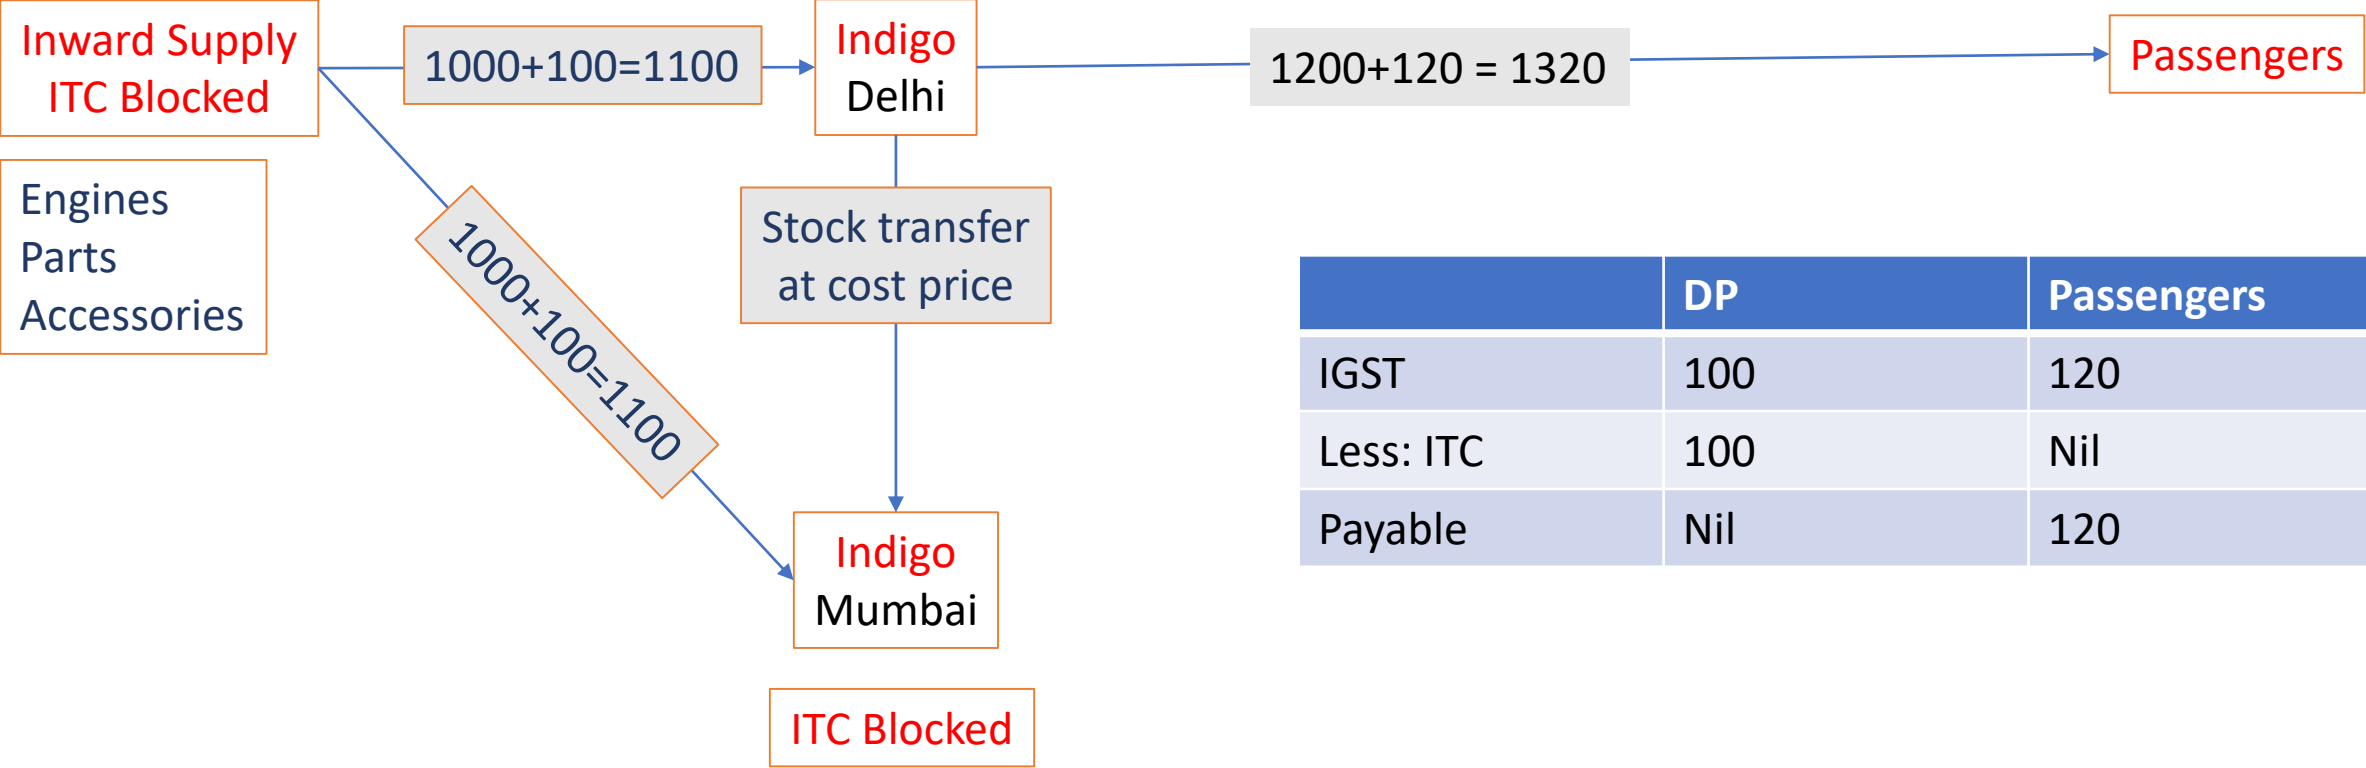 Inward Supply
ITC Blocked
1000+100=1100
Indigo
Delhi
1200+120 = 1320
Passengers
Engines
Parts
Accessories
1000+100=1100
Stock transfer
at cost price
Indigo
Mumbai
ITC Blocked
DP Passengers
IGST 100 120
Less: ITC 100 Nil
Payable Nil 120